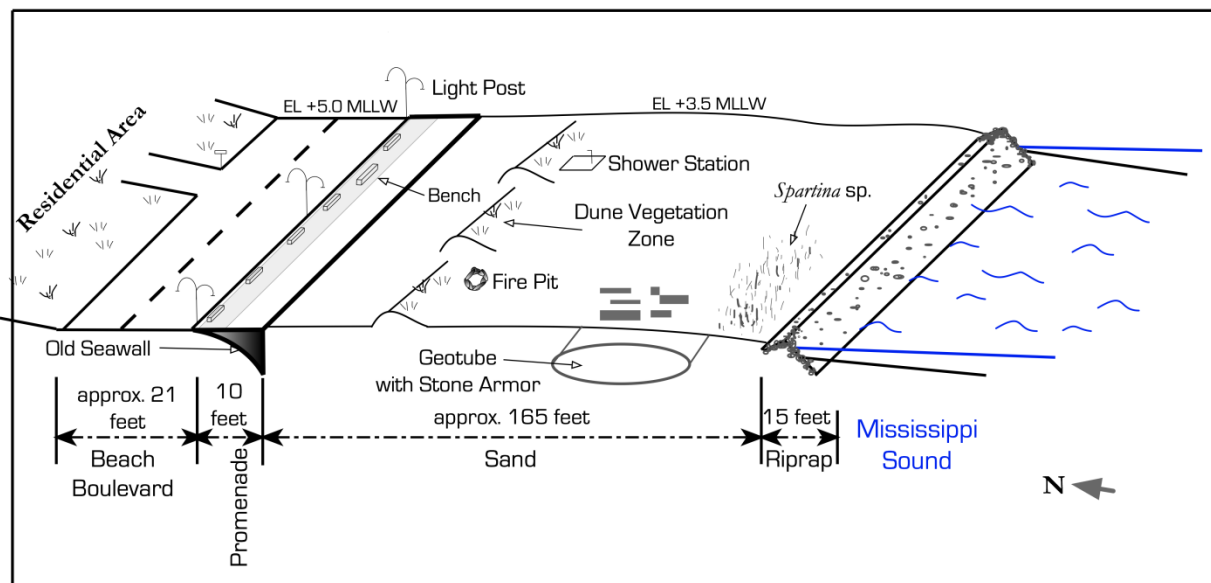 Light Post
EL +5.0 MLLW
EL +3.5 MLLW
Residential Area
Shower Station
Bench
Spartina sp.
Dune Vegetation
Zone
Fire Pit
Old Seawall
Geotube
with Stone Armor
approx. 21
feet
10
feet
approx. 165 feet
15 feet
Beach
Boulevard
Promenade
Sand
Riprap
Mississippi
Sound
N